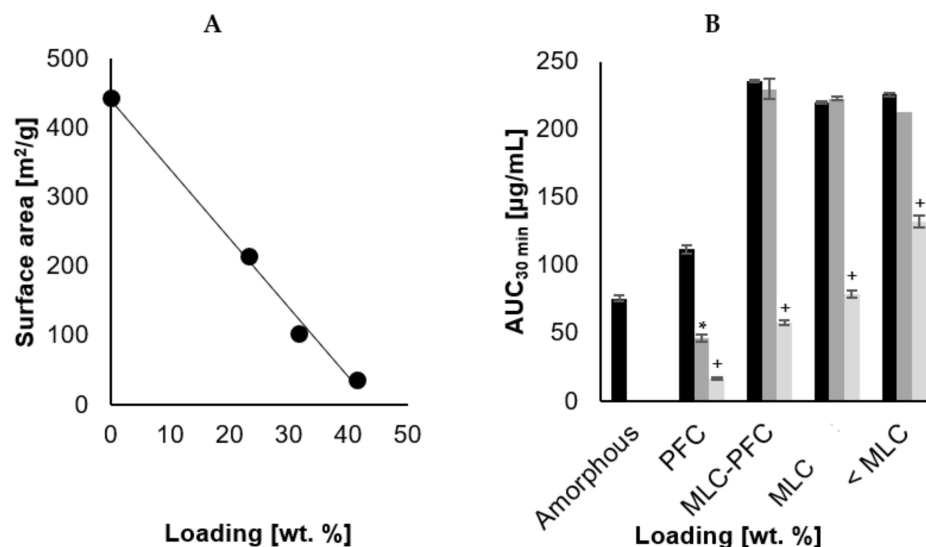 A
Surface area [m²/g]
500
400
300
200
100
0
0 10 20 30 40 50
Loading [wt. %]
B
AUC30 min [µg/mL]
250
200
150
100
50
0
*
+
+
+
+
Amorphous
PFC
MLC-PFC
MLC
< MLC
Loading [wt. %]